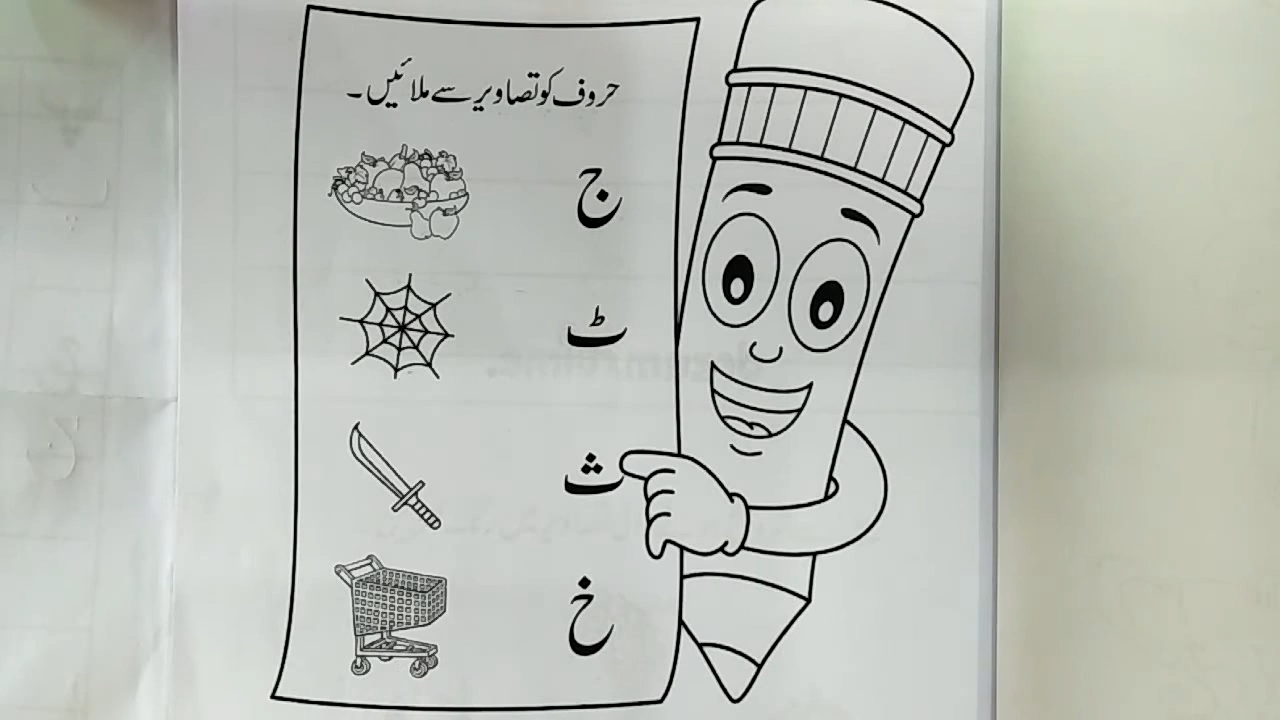 حروف کو تصاویر سے ملائیں۔
ج
ٹ
ث
خ